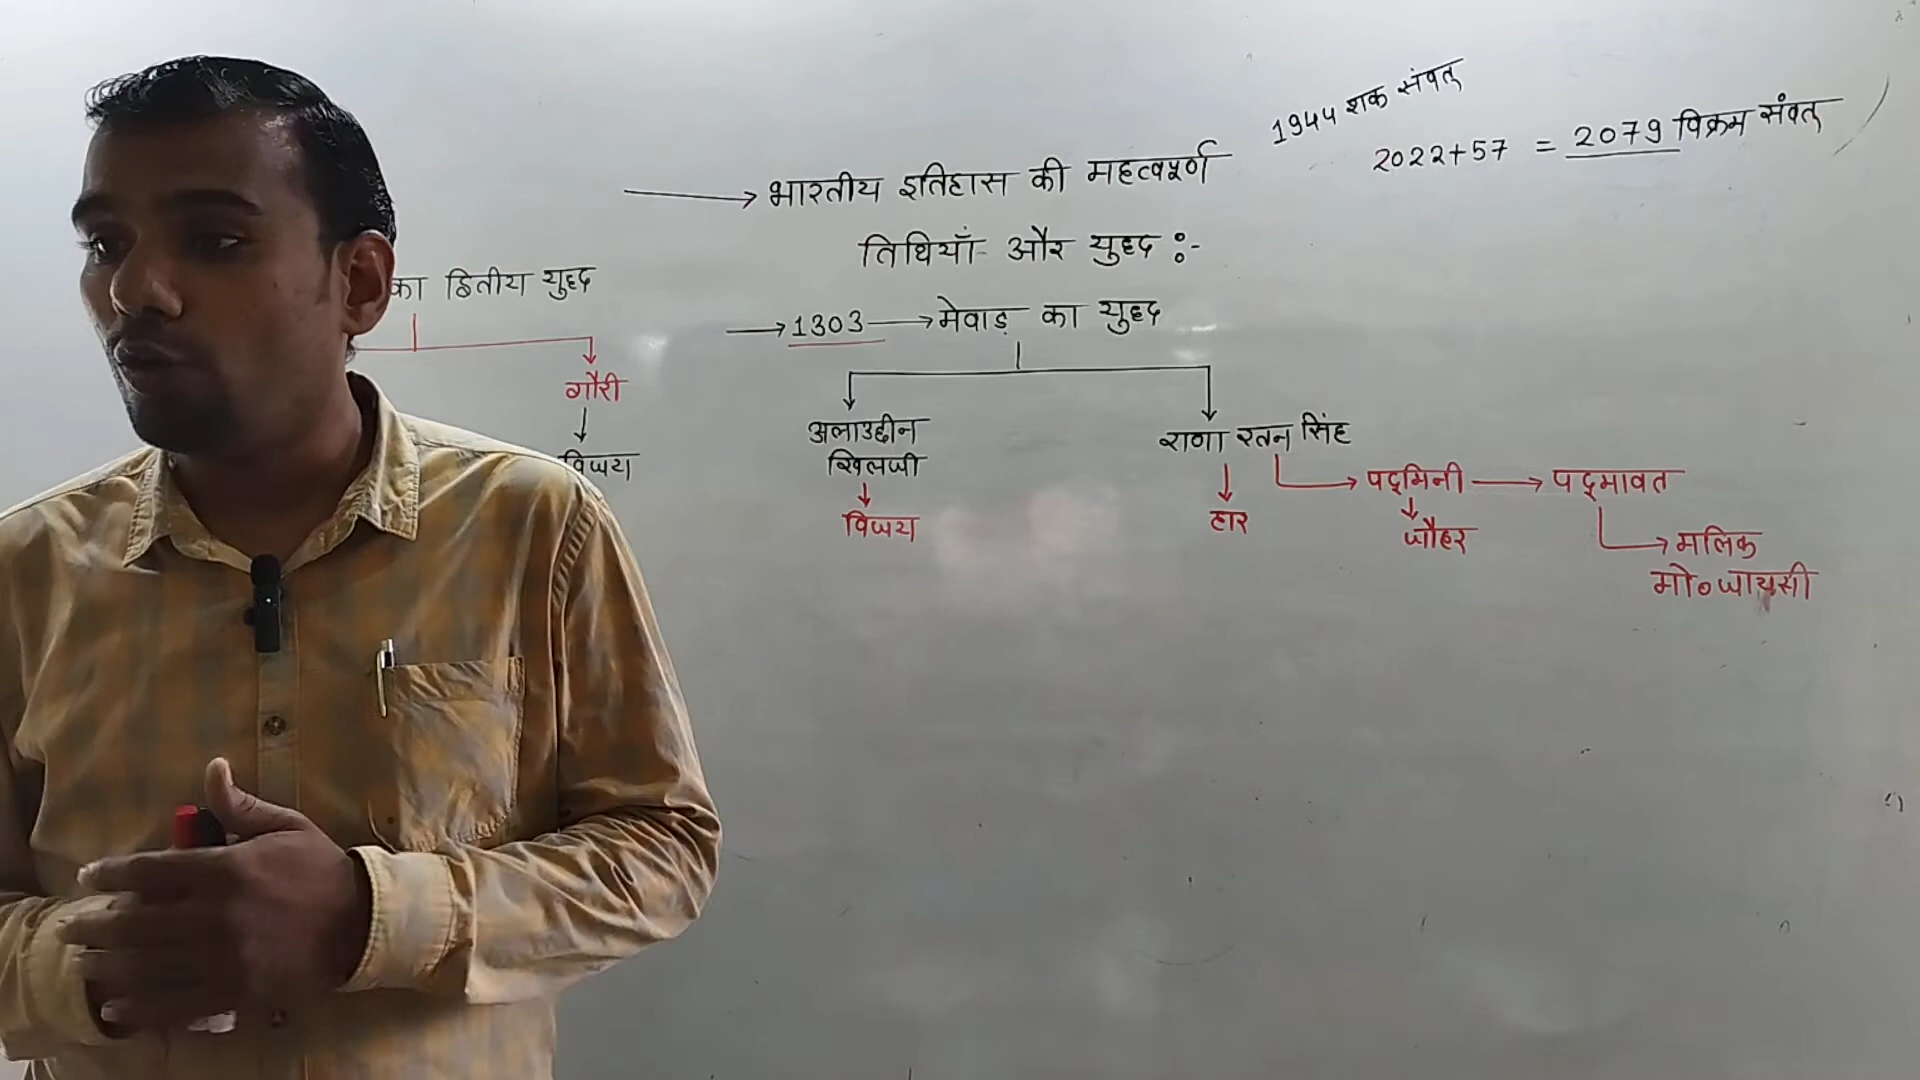 1944 शक संवत्
2022+57 = 2079 विक्रम संवत्
भारतीय इतिहास की महत्वपूर्ण
तिथियाँ और युद्ध :-
का द्वितीय युद्ध
गौरी
विजय
1303 मेवाड़ का युद्ध
अलाउद्दीन
खिलजी
विजय
राणा रतन सिंह
हार
पद्मिनी
जौहर
पद्मावत
मलिक
मो०जायसी